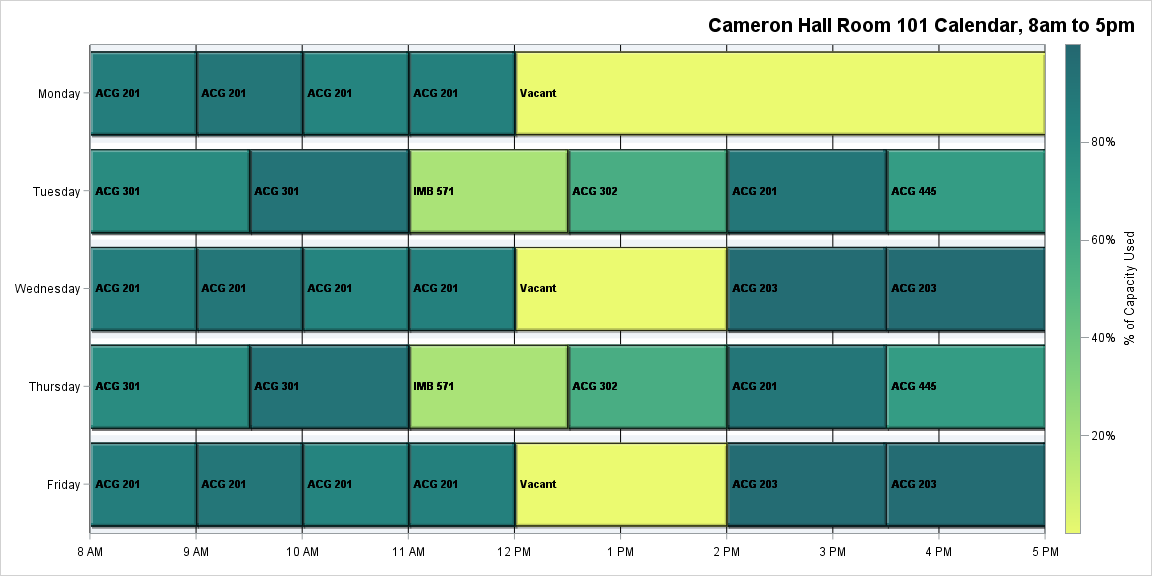 Cameron Hall Room 101 Calendar, 8am to 5pm
Monday
ACG 201
ACG 201
ACG 201
ACG 201
Vacant
Tuesday
ACG 301
ACG 301
IMB 571
ACG 302
ACG 201
ACG 445
Wednesday
ACG 201
ACG 201
ACG 201
ACG 201
Vacant
ACG 203
ACG 203
Thursday
ACG 301
ACG 301
IMB 571
ACG 302
ACG 201
ACG 445
Friday
ACG 201
ACG 201
ACG 201
ACG 201
Vacant
ACG 203
ACG 203
8 AM
9 AM
10 AM
11 AM
12 PM
1 PM
2 PM
3 PM
4 PM
5 PM
80%
60%
40%
20%
% of Capacity Used